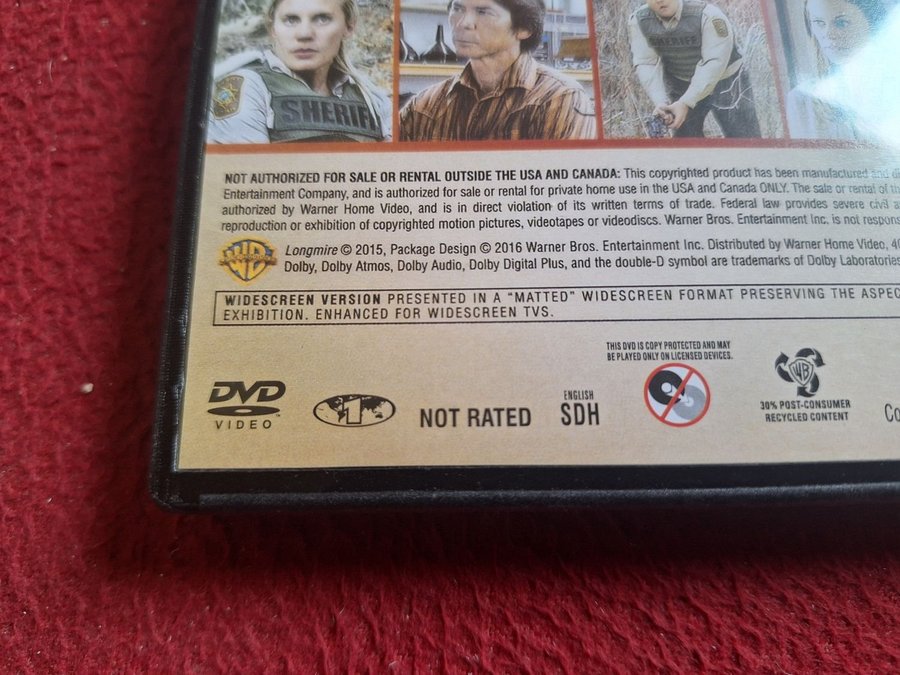 SHERIFF
SHERIFF
NOT AUTHORIZED FOR SALE OR RENTAL OUTSIDE THE USA AND CANADA: This copyrighted product has been manufactured and
Entertainment Company, and is authorized for sale or rental for private home use in the USA and Canada ONLY. The sale or rental of
authorized by Warner Home Video, and is in direct violation of its written terms of trade. Federal law provides severe civil
reproduction or exhibition of copyrighted motion pictures, videotapes or videodiscs. Warner Bros. Entertainment Inc. is not
WB
Longmire © 2015, Package Design © 2016 Warner Bros. Entertainment Inc. Distributed by Warner Home Video,
Dolby, Dolby Atmos, Dolby Audio, Dolby Digital Plus, and the double-D symbol are trademarks of Dolby Laboratories
WIDESCREEN VERSION PRESENTED IN A “MATTED” WIDESCREEN FORMAT PRESERVING THE
EXHIBITION. ENHANCED FOR WIDESCREEN TVS.
THIS DVD IS COPY PROTECTED AND MAY
BE PLAYED ONLY ON LICENSED DEVICES.
DVD
VIDEO
1
NOT RATED
ENGLISH
SDH
WB
30% POST-CONSUMER
RECYCLED CONTENT